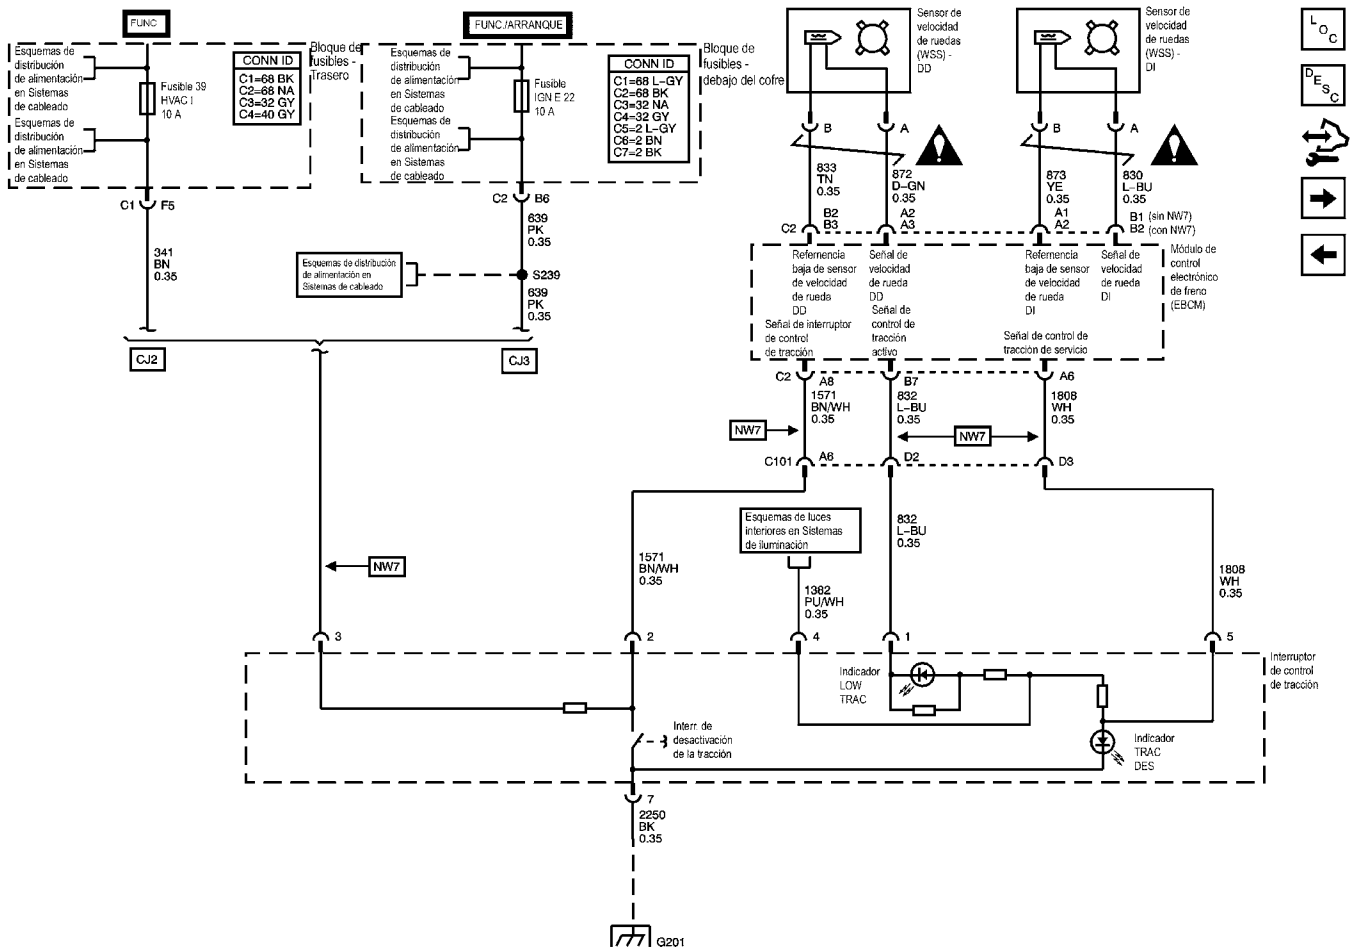 FUNC
FUNC./ARRANQUE
Esquemas de
distribución
de alimentación
en Sistemas
de cableado
Esquemas de
distribución
de alimentación
en Sistemas
de cableado
Fusible 39
HVAC I
10 A
CONN ID
C1=68 BK
C2=68 NA
C3=32 GY
C4=40 GY
Bloque de
fusibles -
Trasero
Esquemas de
distribución
de alimentación
en Sistemas
de cableado
Esquemas de
distribución
de alimentación
en Sistemas
de cableado
Fusible
IGN E 22
10 A
CONN ID
C1=68 L-GY
C2=68 BK
C3=32 NA
C4=32 GY
C5=2 L-GY
C6=2 BN
C7=2 BK
Bloque de
fusibles -
debajo del cofre
Sensor de
velocidad
de ruedas
(WSS) -
DD
Sensor de
velocidad
de ruedas
(WSS) -
DI
L O C
D E S C
B
A
B
A
833
TN
0.35
872
D-GN
0.35
873
YE
0.35
830
L-BU
0.35
C1
F5
C2
B6
341
BN
0.35
639
PK
0.35
S239
639
PK
0.35
Esquemas de distribución
de alimentación en
Sistemas de cableado
CJ2
CJ3
C2
B2
B3
A2
A3
A1
A2
B1 (sin NW7)
B2 (con NW7)
Refernencia
baja de sensor
de velocidad
de rueda
DD
Señal de
velocidad
de rueda
DD
Refernencia
baja de sensor
de velocidad
de rueda
DI
Señal de
velocidad
de rueda
DI
Módulo de
control
electrónico
de freno
(EBCM)
Señal de interruptor
de control
de tracción
Señal de
control de
tracción
activo
Señal de control de
tracción de servicio
C2
A8
B7
A6
1571
BN/WH
0.35
832
L-BU
0.35
1808
WH
0.35
NW7
NW7
C101
A6
D2
D3
Esquemas de luces
interiores en Sistemas
de iluminación
832
L-BU
0.35
NW7
1571
BN/WH
0.35
1382
PU/WH
0.35
1808
WH
0.35
3
2
4
1
5
Interruptor
de control
de tracción
Indicador
LOW
TRAC
Interr. de
desactivación
de la tracción
Indicador
TRAC
DES
7
2250
BK
0.35
G201